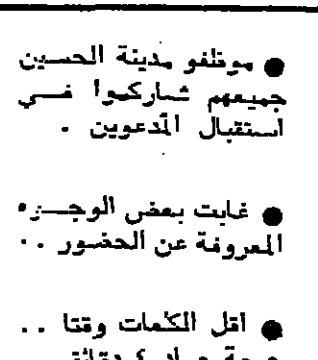 ● موظفو مدينة الحسين
جميعهم شاركوا في
استقبال المدعوين .
● غابت بعض الوجوه
المعروفة عن الحضور ..
● اقل الكلمات وقتا ..